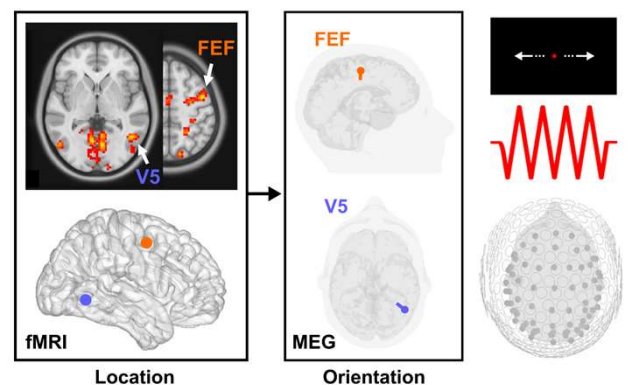 FEF
V5
fMRI
Location
FEF
V5
MEG
Orientation